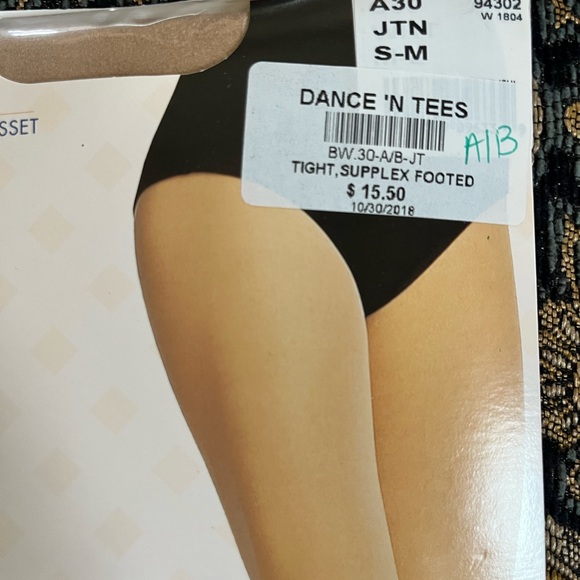 A30
94302
W 1804
JTN
S-M
SSET
DANCE 'N TEES
A/B
BW.30-A/B-JT
TIGHT,SUPPLEX FOOTED
$ 15.50
10/30/2018